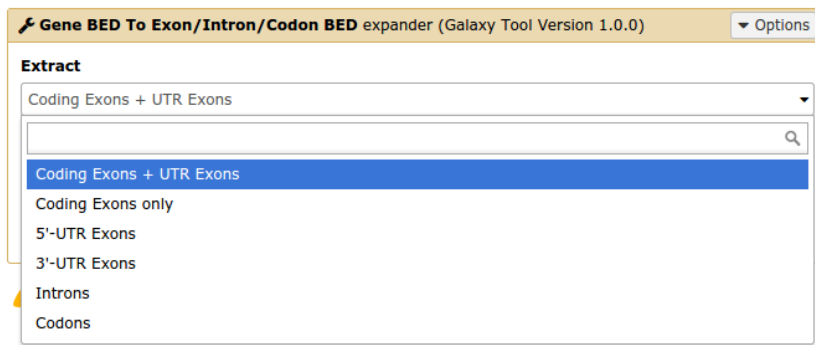 Gene BED To Exon/Intron/Codon BED expander (Galaxy Tool Version 1.0.0) Options
Extract
Coding Exons + UTR Exons
Coding Exons + UTR Exons
Coding Exons only
5'-UTR Exons
3'-UTR Exons
Introns
Codons